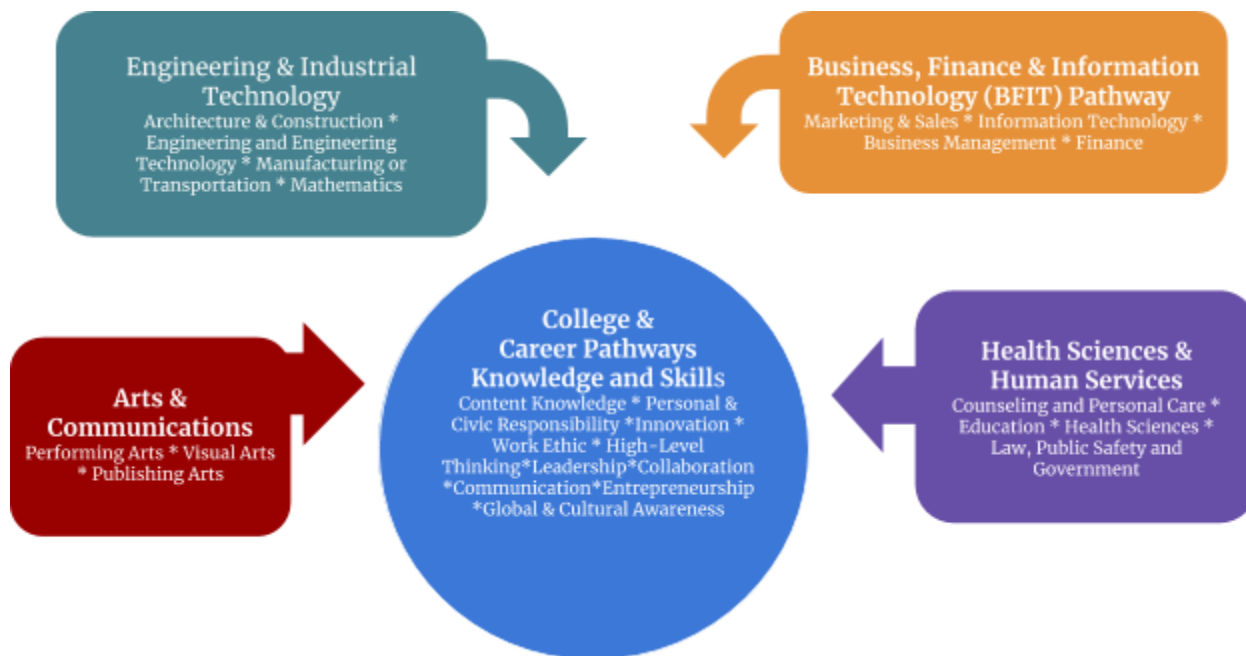 Engineering & Industrial
Technology
Architecture & Construction *
Engineering and Engineering
Technology * Manufacturing or
Transportation * Mathematics
Business, Finance & Information
Technology (BFIT) Pathway
Marketing & Sales * Information Technology *
Business Management * Finance
Arts &
Communications
Performing Arts * Visual Arts
* Publishing Arts
College &
Career Pathways
Knowledge and Skills
Content Knowledge * Personal &
Civic Responsibility *Innovation *
Work Ethic * High-Level
Thinking*Leadership*Collaboration
*Communication*Entrepreneurship
*Global & Cultural Awareness
Health Sciences &
Human Services
Counseling and Personal Care *
Education * Health Sciences *
Law, Public Safety and
Government